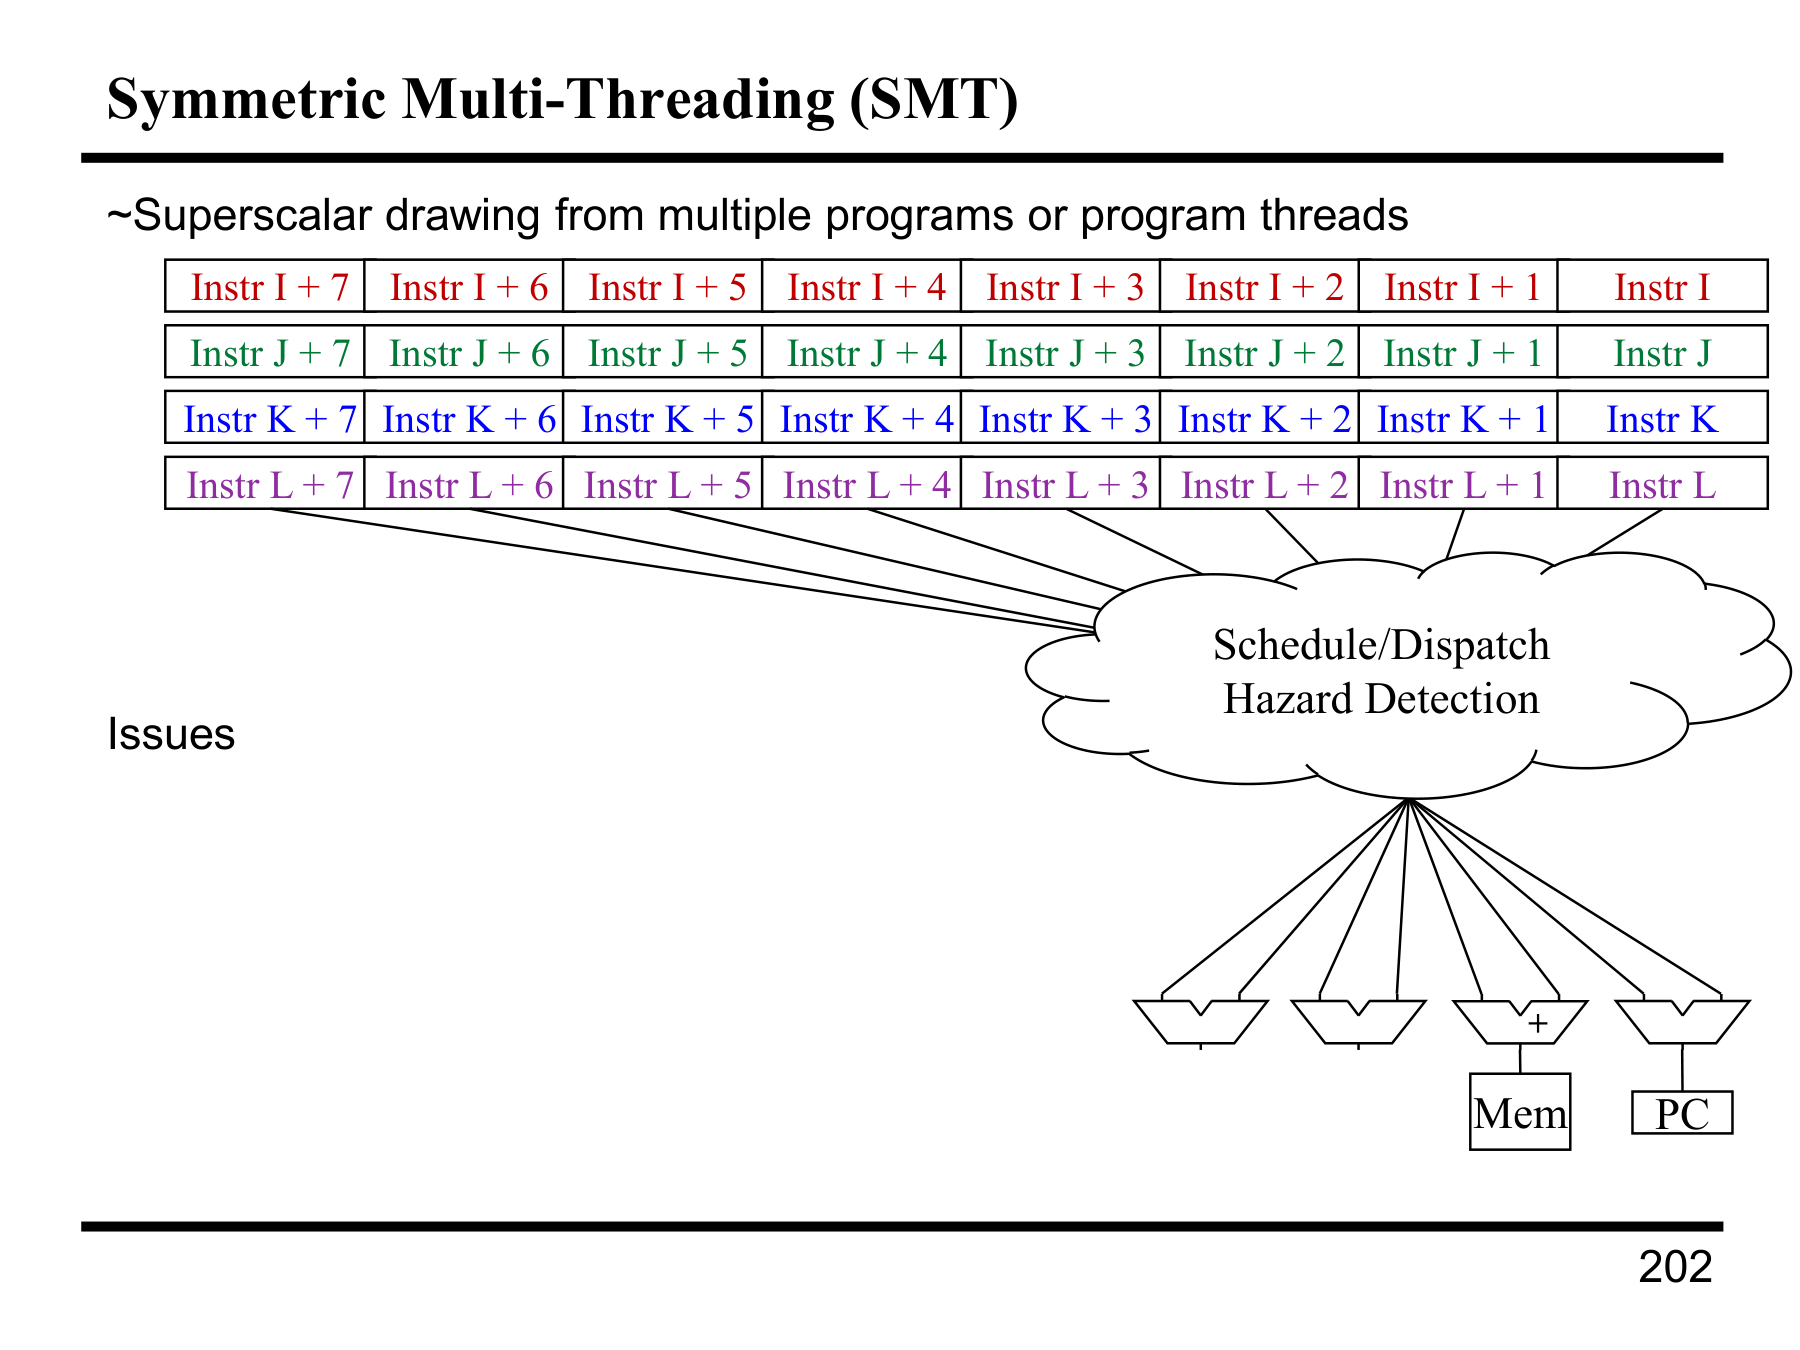 Symmetric Multi-Threading (SMT)
~Superscalar drawing from multiple programs or program threads
Instr I + 7 Instr I + 6 Instr I + 5 Instr I + 4 Instr I + 3 Instr I + 2 Instr I + 1 Instr I
Instr J + 7 Instr J + 6 Instr J + 5 Instr J + 4 Instr J + 3 Instr J + 2 Instr J + 1 Instr J
Instr K + 7 Instr K + 6 Instr K + 5 Instr K + 4 Instr K + 3 Instr K + 2 Instr K + 1 Instr K
Instr L + 7 Instr L + 6 Instr L + 5 Instr L + 4 Instr L + 3 Instr L + 2 Instr L + 1 Instr L
Schedule/Dispatch
Hazard Detection
Issues
+
Mem PC
202